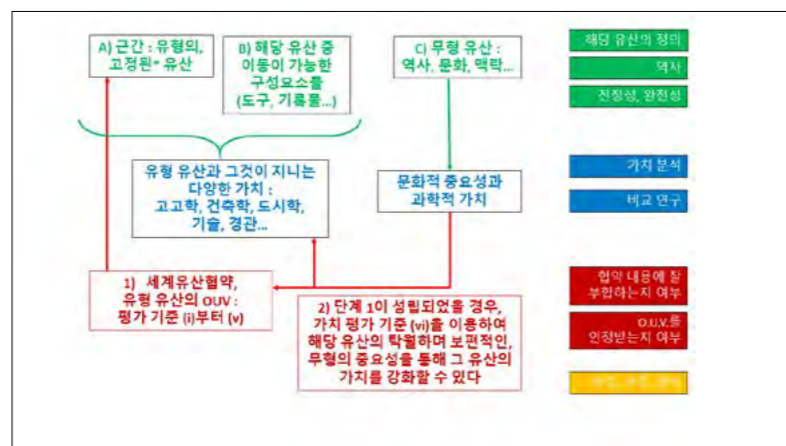 A) 근간 : 유형의,
고정된* 유산
B) 해당 유산 중
이동이 가능한
구성요소들
(도구, 기록물...)
C) 무형 유산 :
역사, 문화, 맥락...
해당 유산의 정의
역사
진정성, 완전성
유형 유산과 그것이 지니는
다양한 가치 :
고고학, 건축학, 도시학,
기술, 경관...
문화적 중요성과
과학적 가치
가치 분석
비교 연구
1) 세계유산협약,
유형 유산의 OUV :
평가 기준 (i)부터 (v)
2) 단계 1이 성립되었을 경우,
가치 평가 기준 (vi)을 이용하여
해당 유산의 탁월하며 보편적인,
무형의 중요성을 통해 그 유산의
가치를 강화할 수 있다
협약 내용에 잘
부합하는지 여부
O.U.V.를
인정받는지 여부